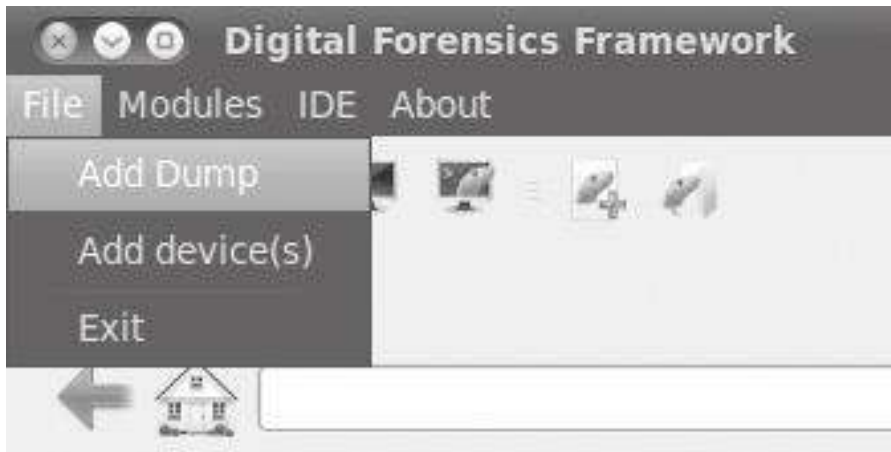 Digital Forensics Framework
File Modules IDE About
Add Dump
Add device(s)
Exit